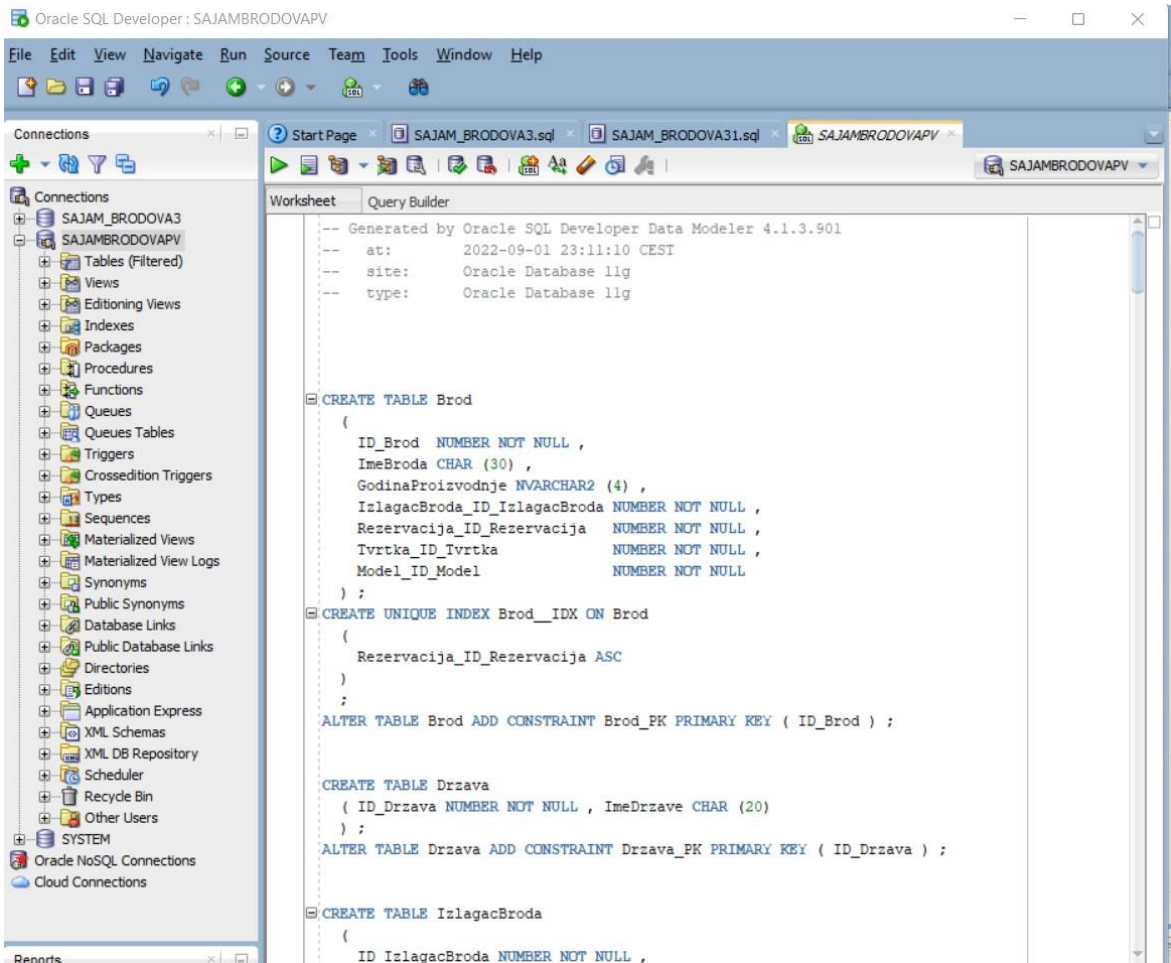 Oracle SQL Developer : SAJAMBRODOVAPV
File Edit View Navigate Run Source Team Tools Window Help
Connections
Start Page
SAJAM_BRODOVA3.sql
SAJAM_BRODOVA31.sql
SAJAMBRODOVAPV
SAJAMBRODOVAPV
Connections
SAJAM_BRODOVA3
SAJAMBRODOVAPV
Tables (Filtered)
Views
Editioning Views
Indexes
Packages
Procedures
Functions
Queues
Queues Tables
Triggers
Crossedition Triggers
Types
Sequences
Materialized Views
Materialized View Logs
Synonyms
Public Synonyms
Database Links
Public Database Links
Directories
Editions
Application Express
XML Schemas
XML DB Repository
Scheduler
Recycle Bin
Other Users
SYSTEM
Oracle NoSQL Connections
Cloud Connections
Reports
Worksheet Query Builder
-- Generated by Oracle SQL Developer Data Modeler 4.1.3.901
-- at: 2022-09-01 23:11:10 CEST
-- site: Oracle Database 11g
-- type: Oracle Database 11g
CREATE TABLE Brod
(
ID_Brod NUMBER NOT NULL ,
ImeBroda CHAR (30) ,
GodinaProizvodnje NVARCHAR2 (4) ,
IzlagacBroda_ID_IzlagacBroda NUMBER NOT NULL ,
Rezervacija_ID_Rezervacija NUMBER NOT NULL ,
Tvrtka_ID_Tvrtka NUMBER NOT NULL ,
Model_ID_Model NUMBER NOT NULL
) ;
CREATE UNIQUE INDEX Brod__IDX ON Brod
(
Rezervacija_ID_Rezervacija ASC
)
;
ALTER TABLE Brod ADD CONSTRAINT Brod_PK PRIMARY KEY ( ID_Brod ) ;
CREATE TABLE Drzava
( ID_Drzava NUMBER NOT NULL , ImeDrzave CHAR (20)
) ;
ALTER TABLE Drzava ADD CONSTRAINT Drzava_PK PRIMARY KEY ( ID_Drzava ) ;
CREATE TABLE IzlagacBroda
(
ID_IzlagacBroda NUMBER NOT NULL ,